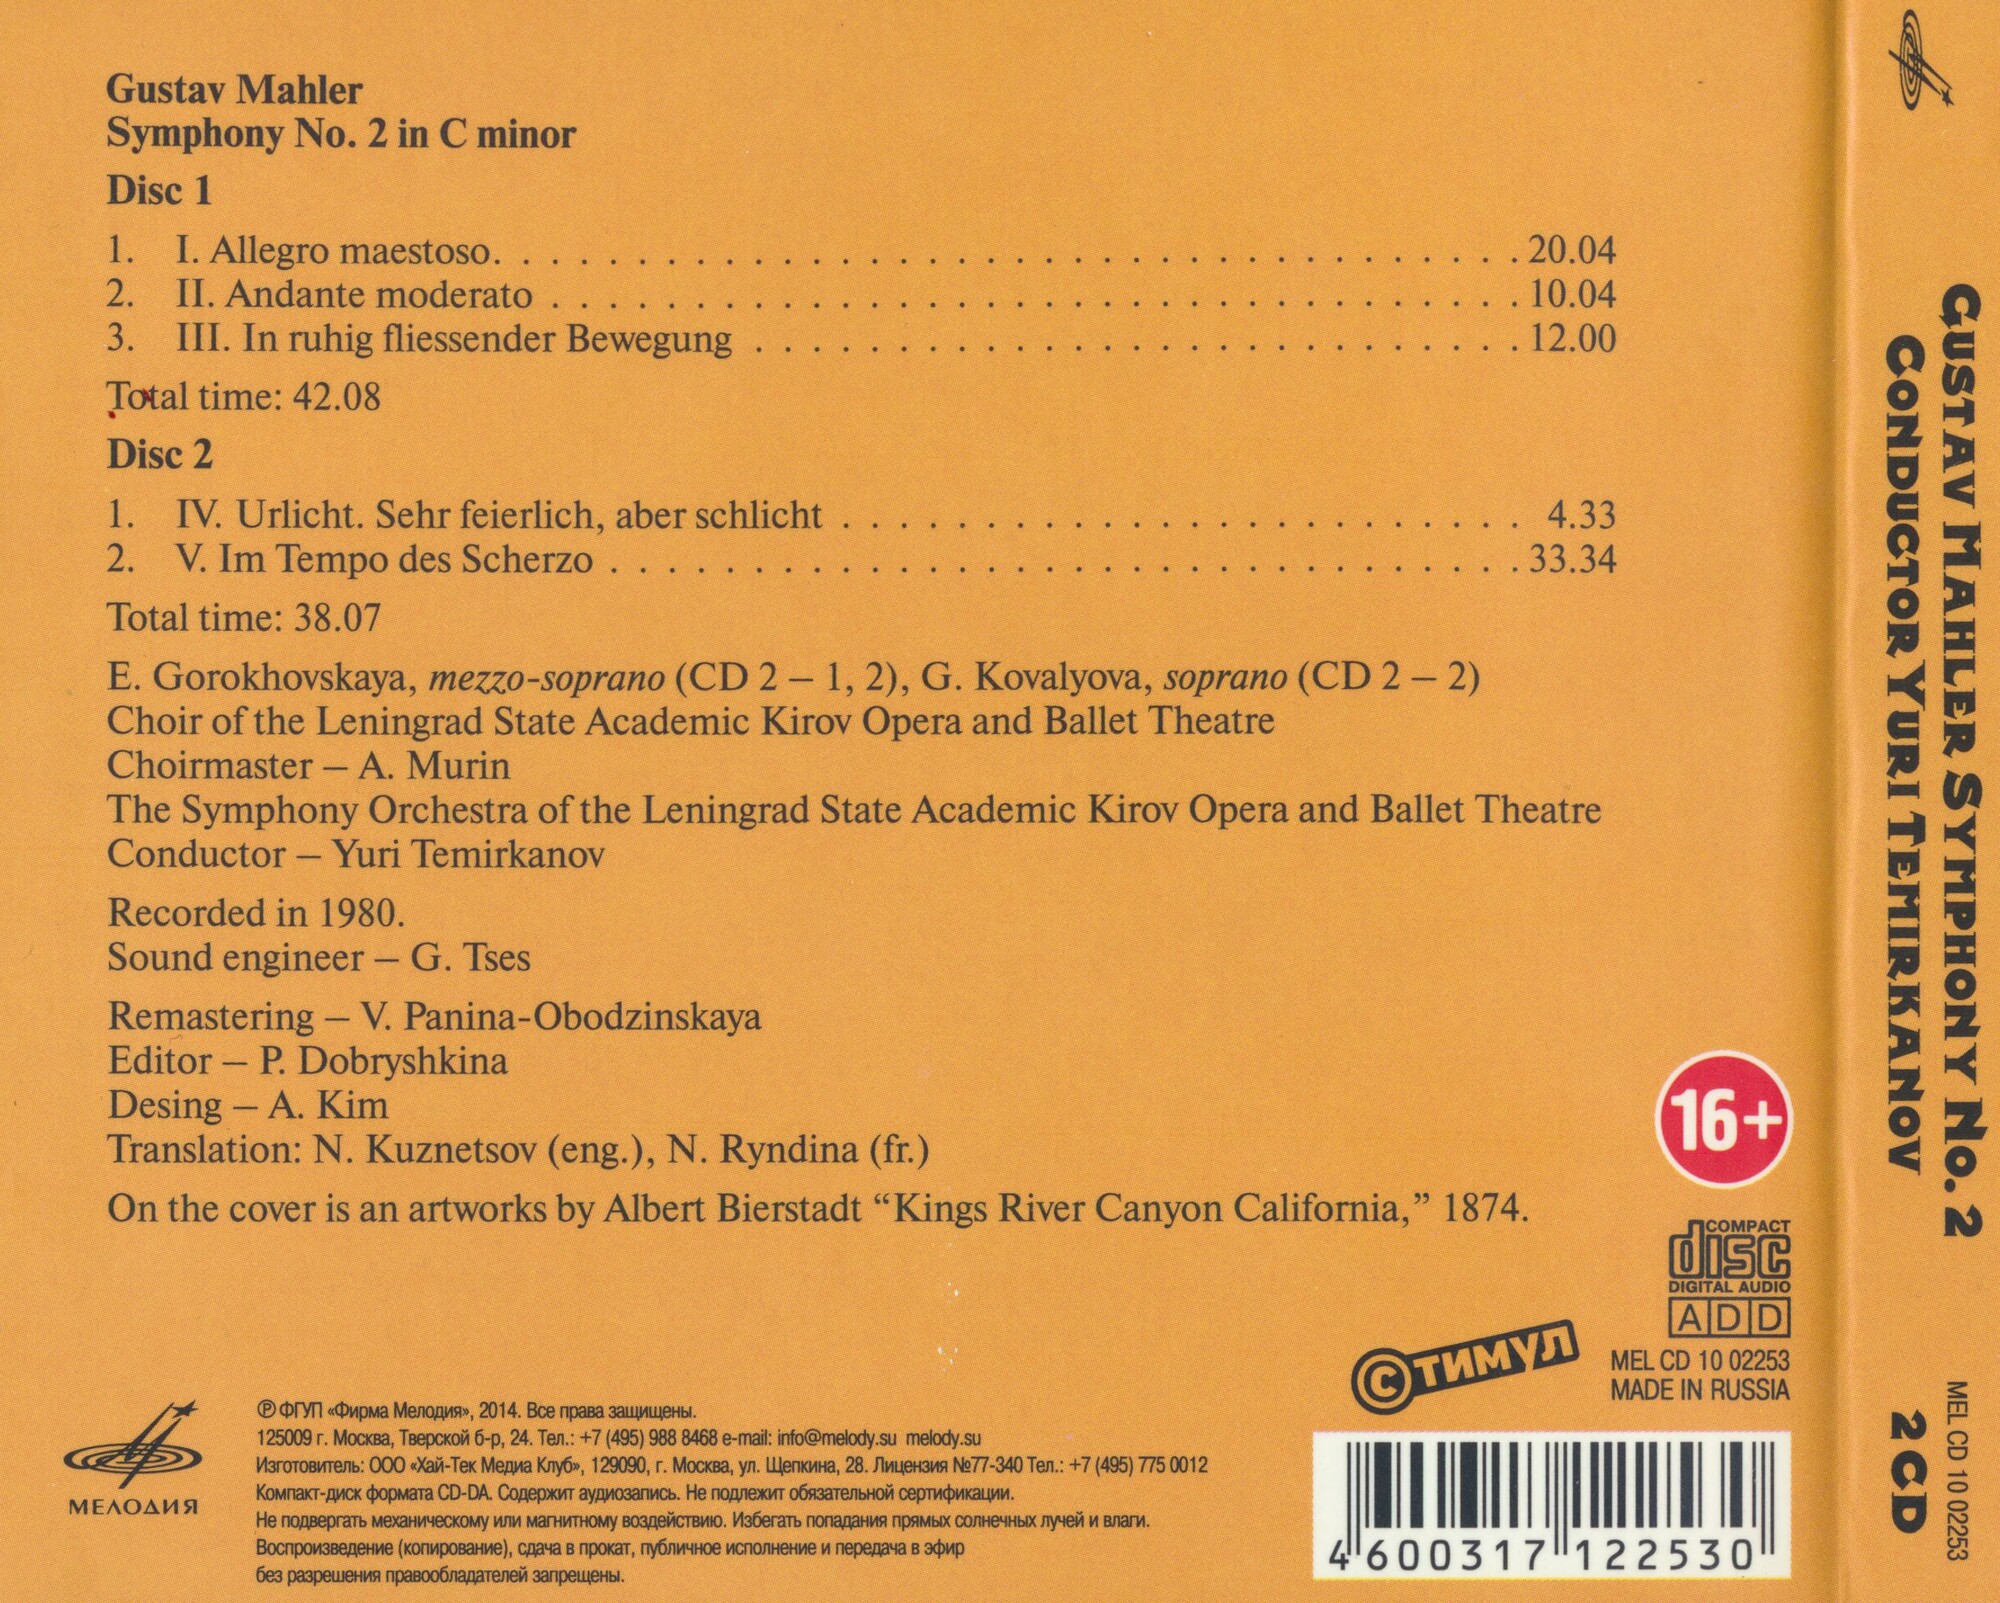 Gustav Mahler
Symphony No. 2 in C minor
Disc 1
1. I. Allegro maestoso. . . . . . . . . . . . . . . . . . . . . . . . . . . . . . . . . . . . 20.04
2. II. Andante moderato . . . . . . . . . . . . . . . . . . . . . . . . . . . . . . . . . . 10.04
3. III. In ruhig fliessender Bewegung . . . . . . . . . . . . . . . . . . . . . . . . . . . 12.00
Total time: 42.08
Disc 2
1. IV. Urlicht. Sehr feierlich, aber schlicht . . . . . . . . . . . . . . . . . . . . . . . . 4.33
2. V. Im Tempo des Scherzo . . . . . . . . . . . . . . . . . . . . . . . . . . . . . . . . 33.34
Total time: 38.07
E. Gorokhovskaya, mezzo-soprano (CD 2 – 1, 2), G. Kovalyova, soprano (CD 2 – 2)
Choir of the Leningrad State Academic Kirov Opera and Ballet Theatre
Choirmaster – A. Murin
The Symphony Orchestra of the Leningrad State Academic Kirov Opera and Ballet Theatre
Conductor – Yuri Temirkanov
Recorded in 1980.
Sound engineer – G. Tses
Remastering – V. Panina-Obodzinskaya
Editor – P. Dobryshkina
Desing – A. Kim
Translation: N. Kuznetsov (eng.), N. Ryndina (fr.)
On the cover is an artworks by Albert Bierstadt “Kings River Canyon California,” 1874.
16+
COMPACT
disc
DIGITAL AUDIO
ADD
MEL CD 10 02253
MADE IN RUSSIA
СТИМУЛ
4 600317 122530
МЕЛОДИЯ
℗ ФГУП «Фирма Мелодия», 2014. Все права защищены.
125009 г. Москва, Тверской б-р, 24. Тел.: +7 (495) 988 8468 e-mail: info@melody.su melody.su
Изготовитель: ООО «Хай-Тек Медиа Клуб», 129090, г. Москва, ул. Щепкина, 28. Лицензия №77-340 Тел.: +7 (495) 775 0012
Компакт-диск формата CD-DA. Содержит аудиозапись. Не подлежит обязательной сертификации.
Не подвергать механическому или магнитному воздействию. Избегать попадания прямых солнечных лучей и влаги.
Воспроизведение (копирование), сдача в прокат, публичное исполнение и передача в эфир
без разрешения правообладателей запрещены.
Gustav Mahler Symphony No. 2
Conductor Yuri Temirkanov
2 CD
MEL CD 10 02253